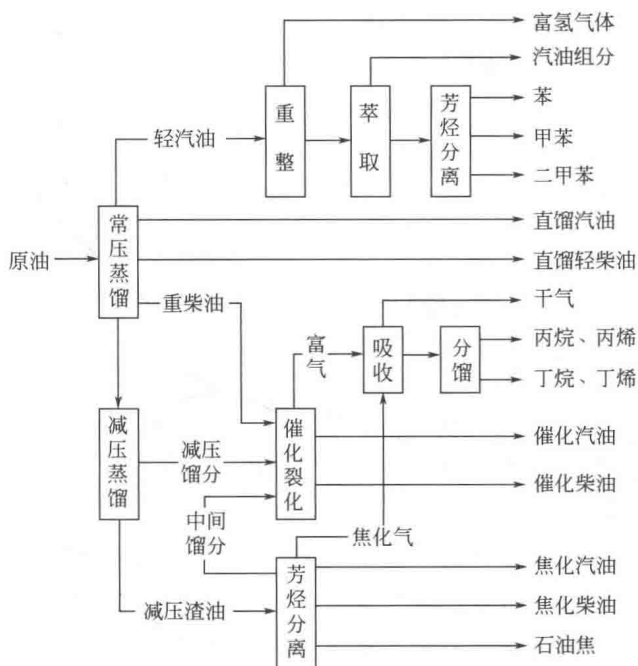 富氢气体
汽油组分
重整
萃取
芳烃分离
苯
甲苯
二甲苯
轻汽油
原油
常压蒸馏
直馏汽油
直馏轻柴油
重柴油
干气
富气
吸收
分馏
丙烷、丙烯
丁烷、丁烯
减压蒸馏
减压
馏分
催化裂化
催化汽油
催化柴油
中间
馏分
焦化气
减压渣油
芳烃分离
焦化汽油
焦化柴油
石油焦